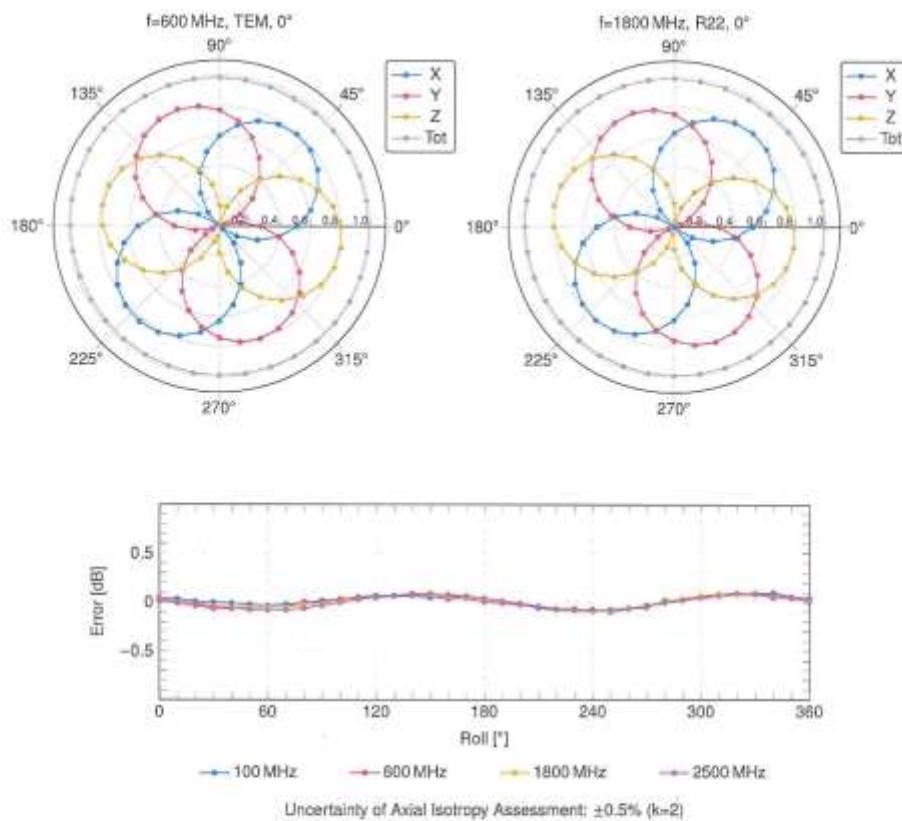 f=600 MHz, TEM, 0°
f=1800 MHz, R22, 0°
90°
45°
135°
180°
0°
225°
315°
270°
0.4 0.6 0.8 1.0
X
Y
Z
Tot
90°
45°
135°
180°
0°
225°
315°
270°
0.4 0.6 0.8 1.0
X
Y
Z
Tot
Error [dB]
0.5
0
−0.5
0 60 120 180 240 300 360
Roll [°]
100 MHz 600 MHz 1800 MHz 2500 MHz
Uncertainty of Axial Isotropy Assessment: ±0.5% (k=2)